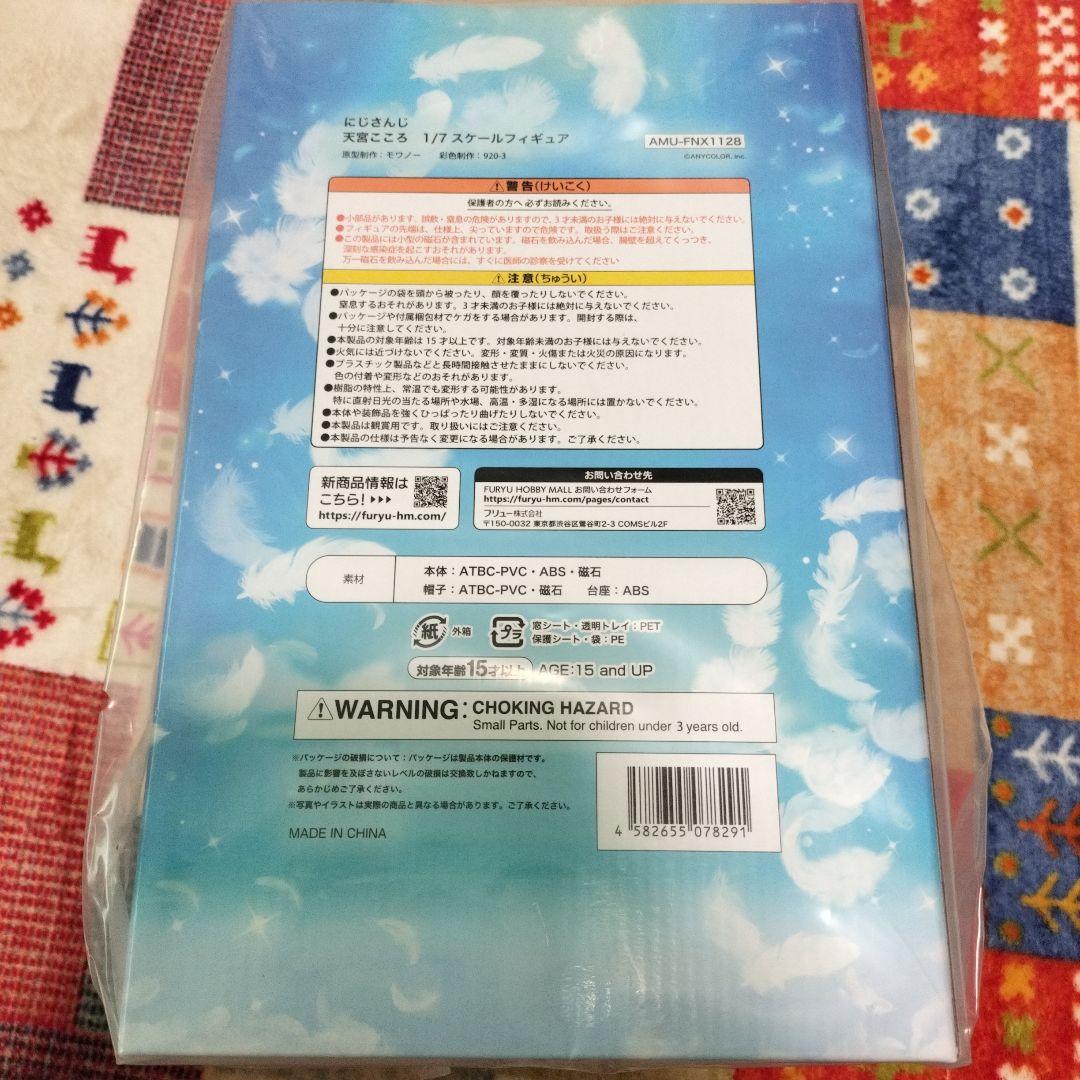 にじさんじ
天宮こころ 1/7 スケールフィギュア
AMU-FNX1128
原型制作：モワノー 彩色制作：920-3
©ANYCOLOR, Inc.
⚠警告(けいこく)
保護者の方へ 必ずお読みください。
●小部品があります。誤飲・窒息の危険がありますので、3才未満のお子様には絶対に与えないでください。
●フィギュアの先端は、仕様上、尖っていますので危険です。取扱う際はご注意ください。
●この製品には小型の磁石が含まれています。磁石を飲み込んだ場合、腸壁を超えてくっつき、
深刻な感染症を起こすおそれがあります。
万一磁石を飲み込んだ場合には、すぐに医師の診察を受けてください
⚠注意(ちゅうい)
●パッケージの袋を頭から被ったり、顔を覆ったりしないでください。
窒息するおそれがあります。3才未満のお子様には絶対に与えないでください。
●パッケージや付属梱包材でケガをする場合があります。開封する際は、
十分に注意してください。
●本製品の対象年齢は15才以上です。対象年齢未満のお子様には与えないでください。
●火気には近づけないでください。変形・変質・火傷または火災の原因になります。
●プラスチック製品などと長時間接触させたままにしないでください。
色の付着や変形などのおそれがあります。
●樹脂の特性上、常温でも変形する可能性があります。
特に直射日光の当たる場所や水場、高温・多湿になる場所には置かないでください。
●本体や装飾品を強くひっぱったり曲げたりしないでください。
●本製品は観賞用です。取り扱いにはご注意ください。
●本製品の仕様は予告なく変更になる場合があります。ご了承ください。
新商品情報は
こちら！▶▶▶
https://furyu-hm.com/
お問い合わせ先
FURYU HOBBY MALL お問い合わせフォーム
https://furyu-hm.com/pages/contact
フリュー株式会社
〒150-0032 東京都渋谷区鶯谷町2-3 COMSビル2F
素材
本体：ATBC-PVC・ABS・磁石
帽子：ATBC-PVC・磁石 台座：ABS
紙 外箱
プラ 窓シート・透明トレイ：PET
保護シート・袋：PE
対象年齢15才以上 AGE:15 and UP
⚠WARNING: CHOKING HAZARD
Small Parts. Not for children under 3 years old.
※パッケージの破損について：パッケージは製品本体の保護材です。
製品に影響を及ぼさないレベルの破損は交換致しかねますので、
あらかじめご了承ください。
※写真やイラストは実際の商品と異なる場合があります。ご了承ください。
MADE IN CHINA
4 582655 078291